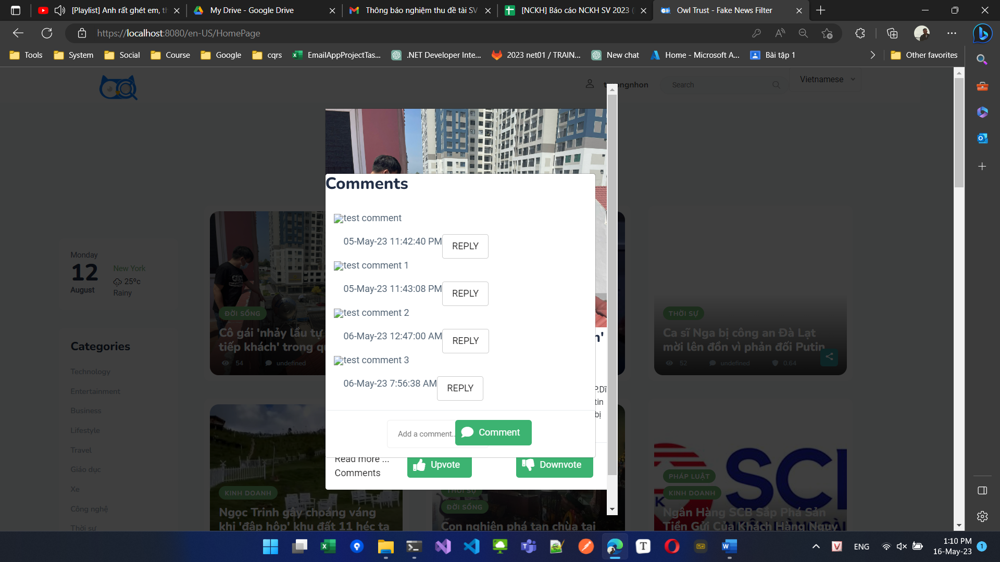 [Playlist] Anh rất ghét em, th
My Drive - Google Drive
Thông báo nghiệm thu đề tài SV
[NCKH] Báo cáo NCKH SV 2023 (
Owl Trust - Fake News Filter
https://localhost:8080/en-US/HomePage
Tools
System
Social
Course
Google
cqrs
EmailAppProjectTas...
.NET Developer Inte...
2023 net01 / TRAIN...
New chat
Home - Microsoft A...
Bài tập 1
Other favorites
Search
Vietnamese
Comments
test comment
05-May-23 11:42:40 PM
REPLY
test comment 1
05-May-23 11:43:08 PM
REPLY
test comment 2
06-May-23 12:47:00 AM
REPLY
test comment 3
06-May-23 7:56:38 AM
REPLY
Add a comment..
Comment
Read more ...
Comments
Upvote
Downvote
n'
P.Dĩ
tin
bị
Monday
12
August
New York
25ºc
Rainy
Categories
Technology
Entertainment
Business
Lifestyle
Travel
Giáo dục
Xe
Công nghệ
Thời sự
ĐỜI SỐNG
Cô gái 'nhảy lầu tự
tiếp khách' trong qu
54
undefined
THỜI SỰ
Ca sĩ Nga bị công an Đà Lạt
mời lên đồn vì phản đối Putin
52
undefined
0.64
KINH DOANH
Ngọc Trinh gây choáng váng
khi 'đập hộp' khu đất 11 héc ta
THỜI SỰ
ĐỜI SỐNG
Con nghiện phá tan chùa tại
PHÁP LUẬT
KINH DOANH
Ngân Hàng SCB Sắp Phá Sản
Tiền Gửi Của Khách Hàng Nguy
ENG
1:10 PM
16-May-23
1